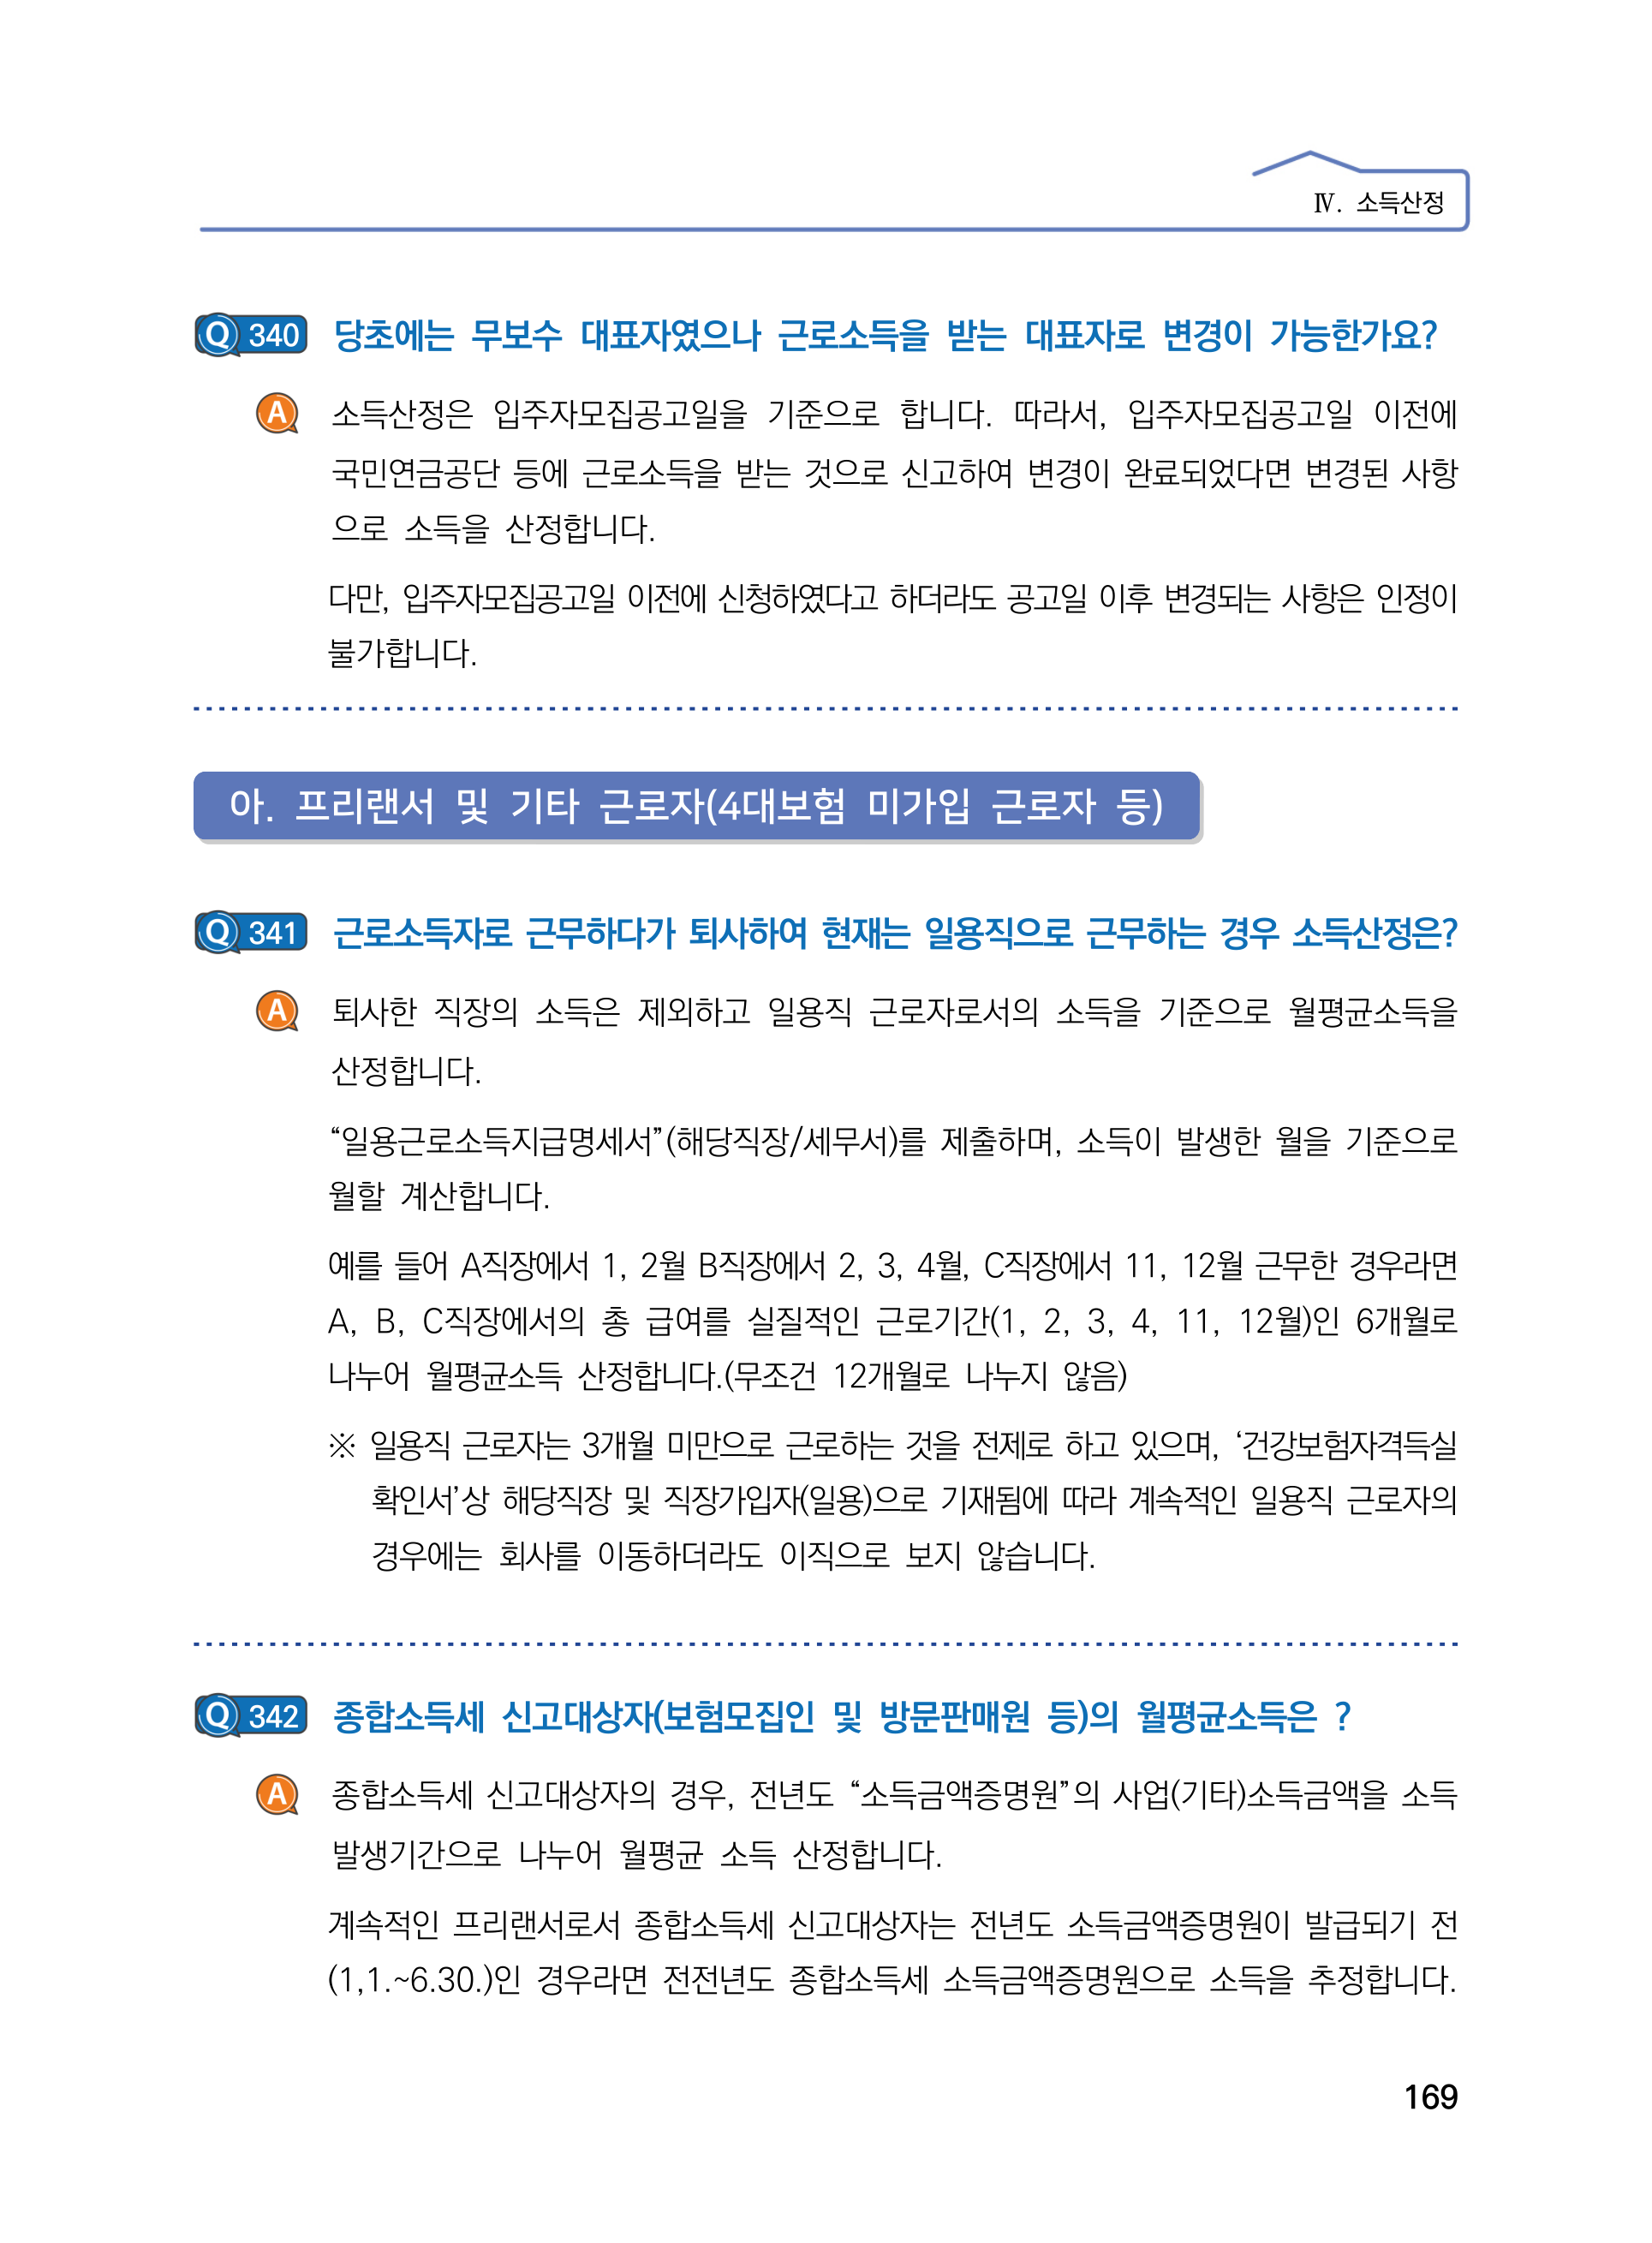 Ⅳ. 소득산정
Q 340 당초에는 무보수 대표자였으나 근로소득을 받는 대표자로 변경이 가능한가요?
A 소득산정은 입주자모집공고일을 기준으로 합니다. 따라서, 입주자모집공고일 이전에
국민연금공단 등에 근로소득을 받는 것으로 신고하여 변경이 완료되었다면 변경된 사항
으로 소득을 산정합니다.
다만, 입주자모집공고일 이전에 신청하였다고 하더라도 공고일 이후 변경되는 사항은 인정이
불가합니다.
아. 프리랜서 및 기타 근로자(4대보험 미가입 근로자 등)
Q 341 근로소득자로 근무하다가 퇴사하여 현재는 일용직으로 근무하는 경우 소득산정은?
A 퇴사한 직장의 소득은 제외하고 일용직 근로자로서의 소득을 기준으로 월평균소득을
산정합니다.
“일용근로소득지급명세서”(해당직장/세무서)를 제출하며, 소득이 발생한 월을 기준으로
월할 계산합니다.
예를 들어 A직장에서 1, 2월 B직장에서 2, 3, 4월, C직장에서 11, 12월 근무한 경우라면
A, B, C직장에서의 총 급여를 실질적인 근로기간(1, 2, 3, 4, 11, 12월)인 6개월로
나누어 월평균소득 산정합니다.(무조건 12개월로 나누지 않음)
※ 일용직 근로자는 3개월 미만으로 근로하는 것을 전제로 하고 있으며, ‘건강보험자격득실
확인서’상 해당직장 및 직장가입자(일용)으로 기재됨에 따라 계속적인 일용직 근로자의
경우에는 회사를 이동하더라도 이직으로 보지 않습니다.
Q 342 종합소득세 신고대상자(보험모집인 및 방문판매원 등)의 월평균소득은 ?
A 종합소득세 신고대상자의 경우, 전년도 “소득금액증명원”의 사업(기타)소득금액을 소득
발생기간으로 나누어 월평균 소득 산정합니다.
계속적인 프리랜서로서 종합소득세 신고대상자는 전년도 소득금액증명원이 발급되기 전
(1,1.~6.30.)인 경우라면 전전년도 종합소득세 소득금액증명원으로 소득을 추정합니다.
169